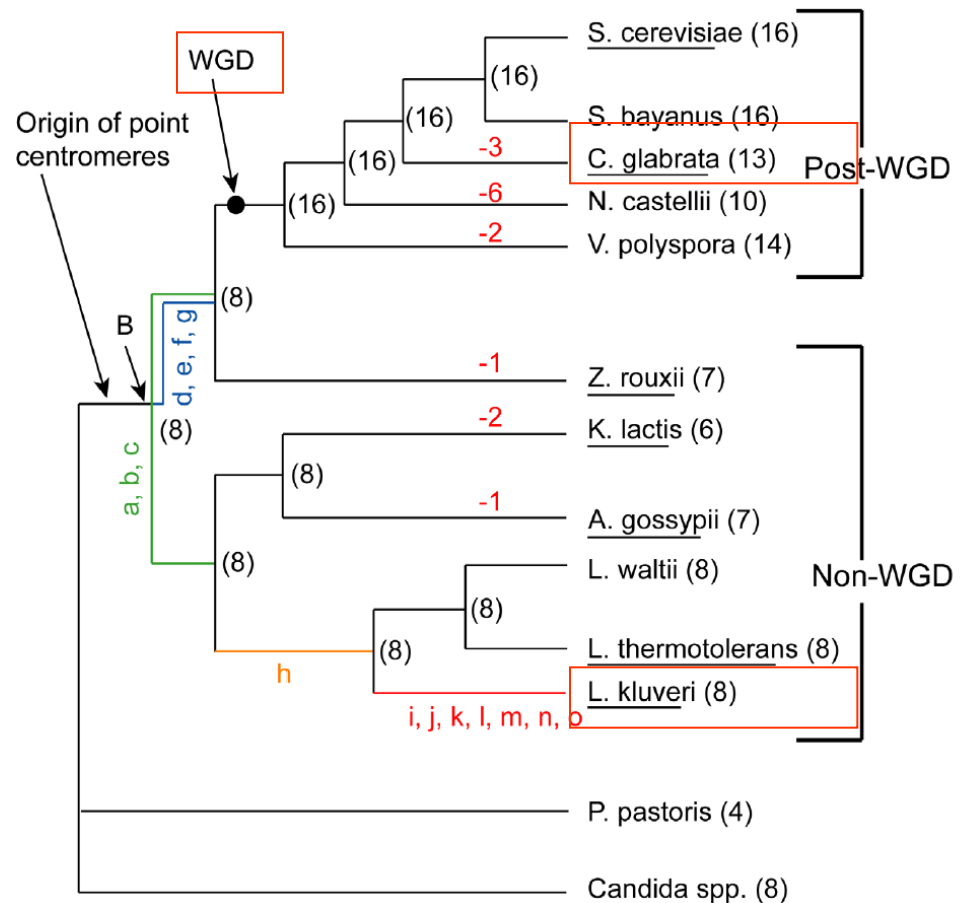 S. cerevisiae (16)
WGD
(16)
Origin of point
centromeres
(16)
S. bayanus (16)
-3
(16)
C. glabrata (13)
Post-WGD
-6
(16)
N. castellii (10)
-2
V. polyspora (14)
(8)
B
d, e, f, g
-1
Z. rouxii (7)
(8)
-2
K. lactis (6)
a, b, c
(8)
-1
A. gossypii (7)
(8)
L. waltii (8)
Non-WGD
(8)
(8)
L. thermotolerans (8)
h
L. kluveri (8)
i, j, k, l, m, n, o
P. pastoris (4)
Candida spp. (8)